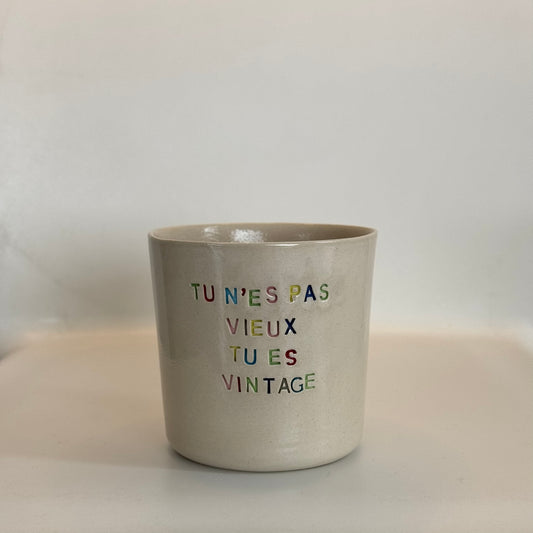 TU N'ES PAS
VIEUX
TU ES
VINTAGE